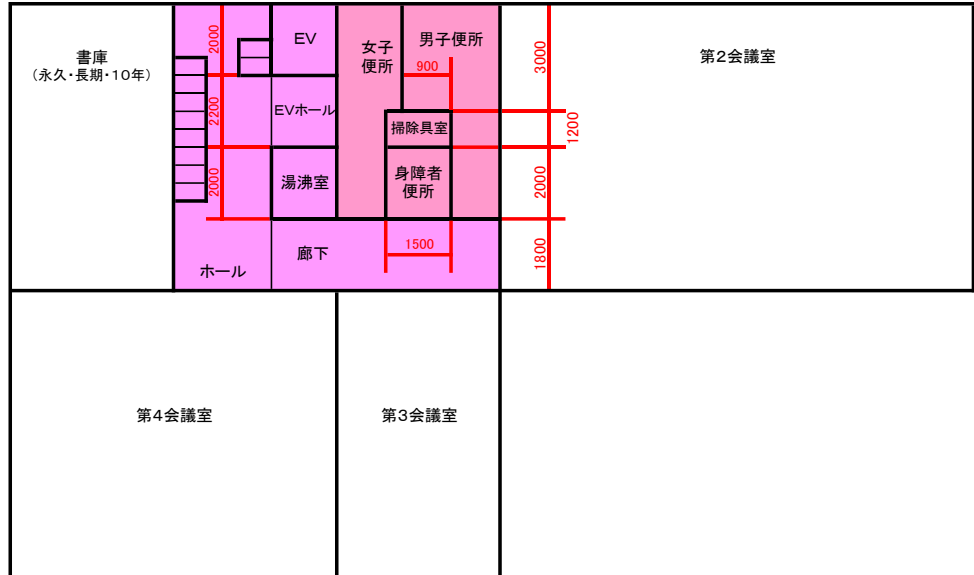 書庫
（永久・長期・10年）
2000
EV
女子
便所
男子便所
900
3000
第2会議室
2200
EVホール
掃除具室
1200
2000
湯沸室
身障者
便所
2000
1500
1800
廊下
ホール
第4会議室
第3会議室